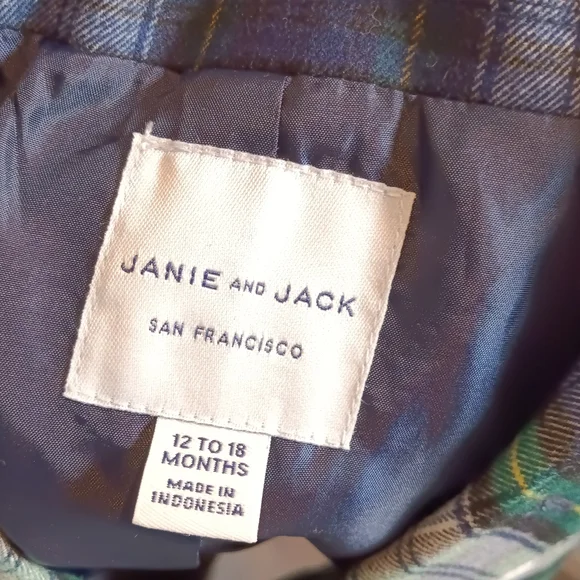 JANIE AND JACK
SAN FRANCISCO
12 TO 18
MONTHS
MADE IN
INDONESIA